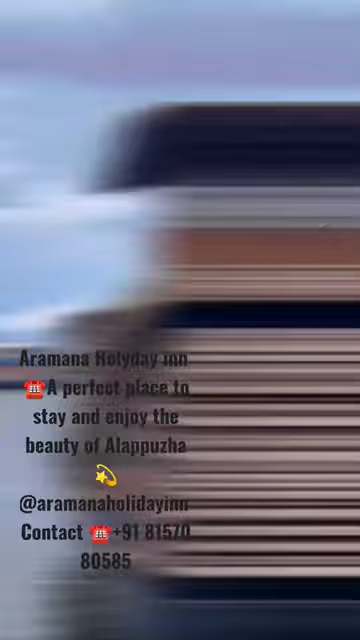 Aramana Holyday inn
☎️A perfect place to
stay and enjoy the
beauty of Alappuzha
💫
@aramanaholidayinn
Contact ☎️+91 81570
80585